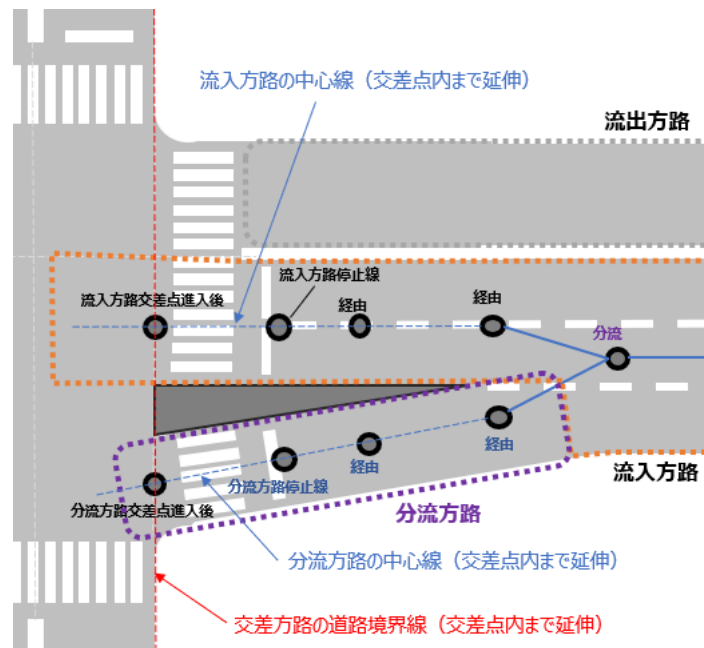 流入方路の中心線（交差点内まで延伸）
流出方路
流入方路停止線
流入方路交差点進入後
経由
経由
分流
経由
経由
流入方路
分流方路停止線
分流方路交差点進入後
分流方路
分流方路の中心線（交差点内まで延伸）
交差方路の道路境界線（交差点内まで延伸）